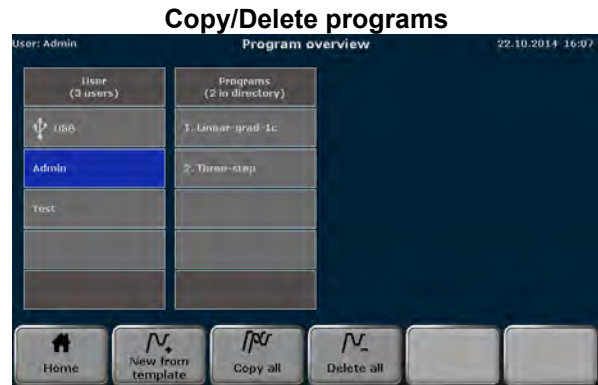 Copy/Delete programs
User: Admin
Program overview
22.10.2014 16:07
User
(3 users)
Programs
(2 in directory)
USB
1. Linear-grad-1c
Admin
2. Three-step
Test
Home
New from
template
Copy all
Delete all